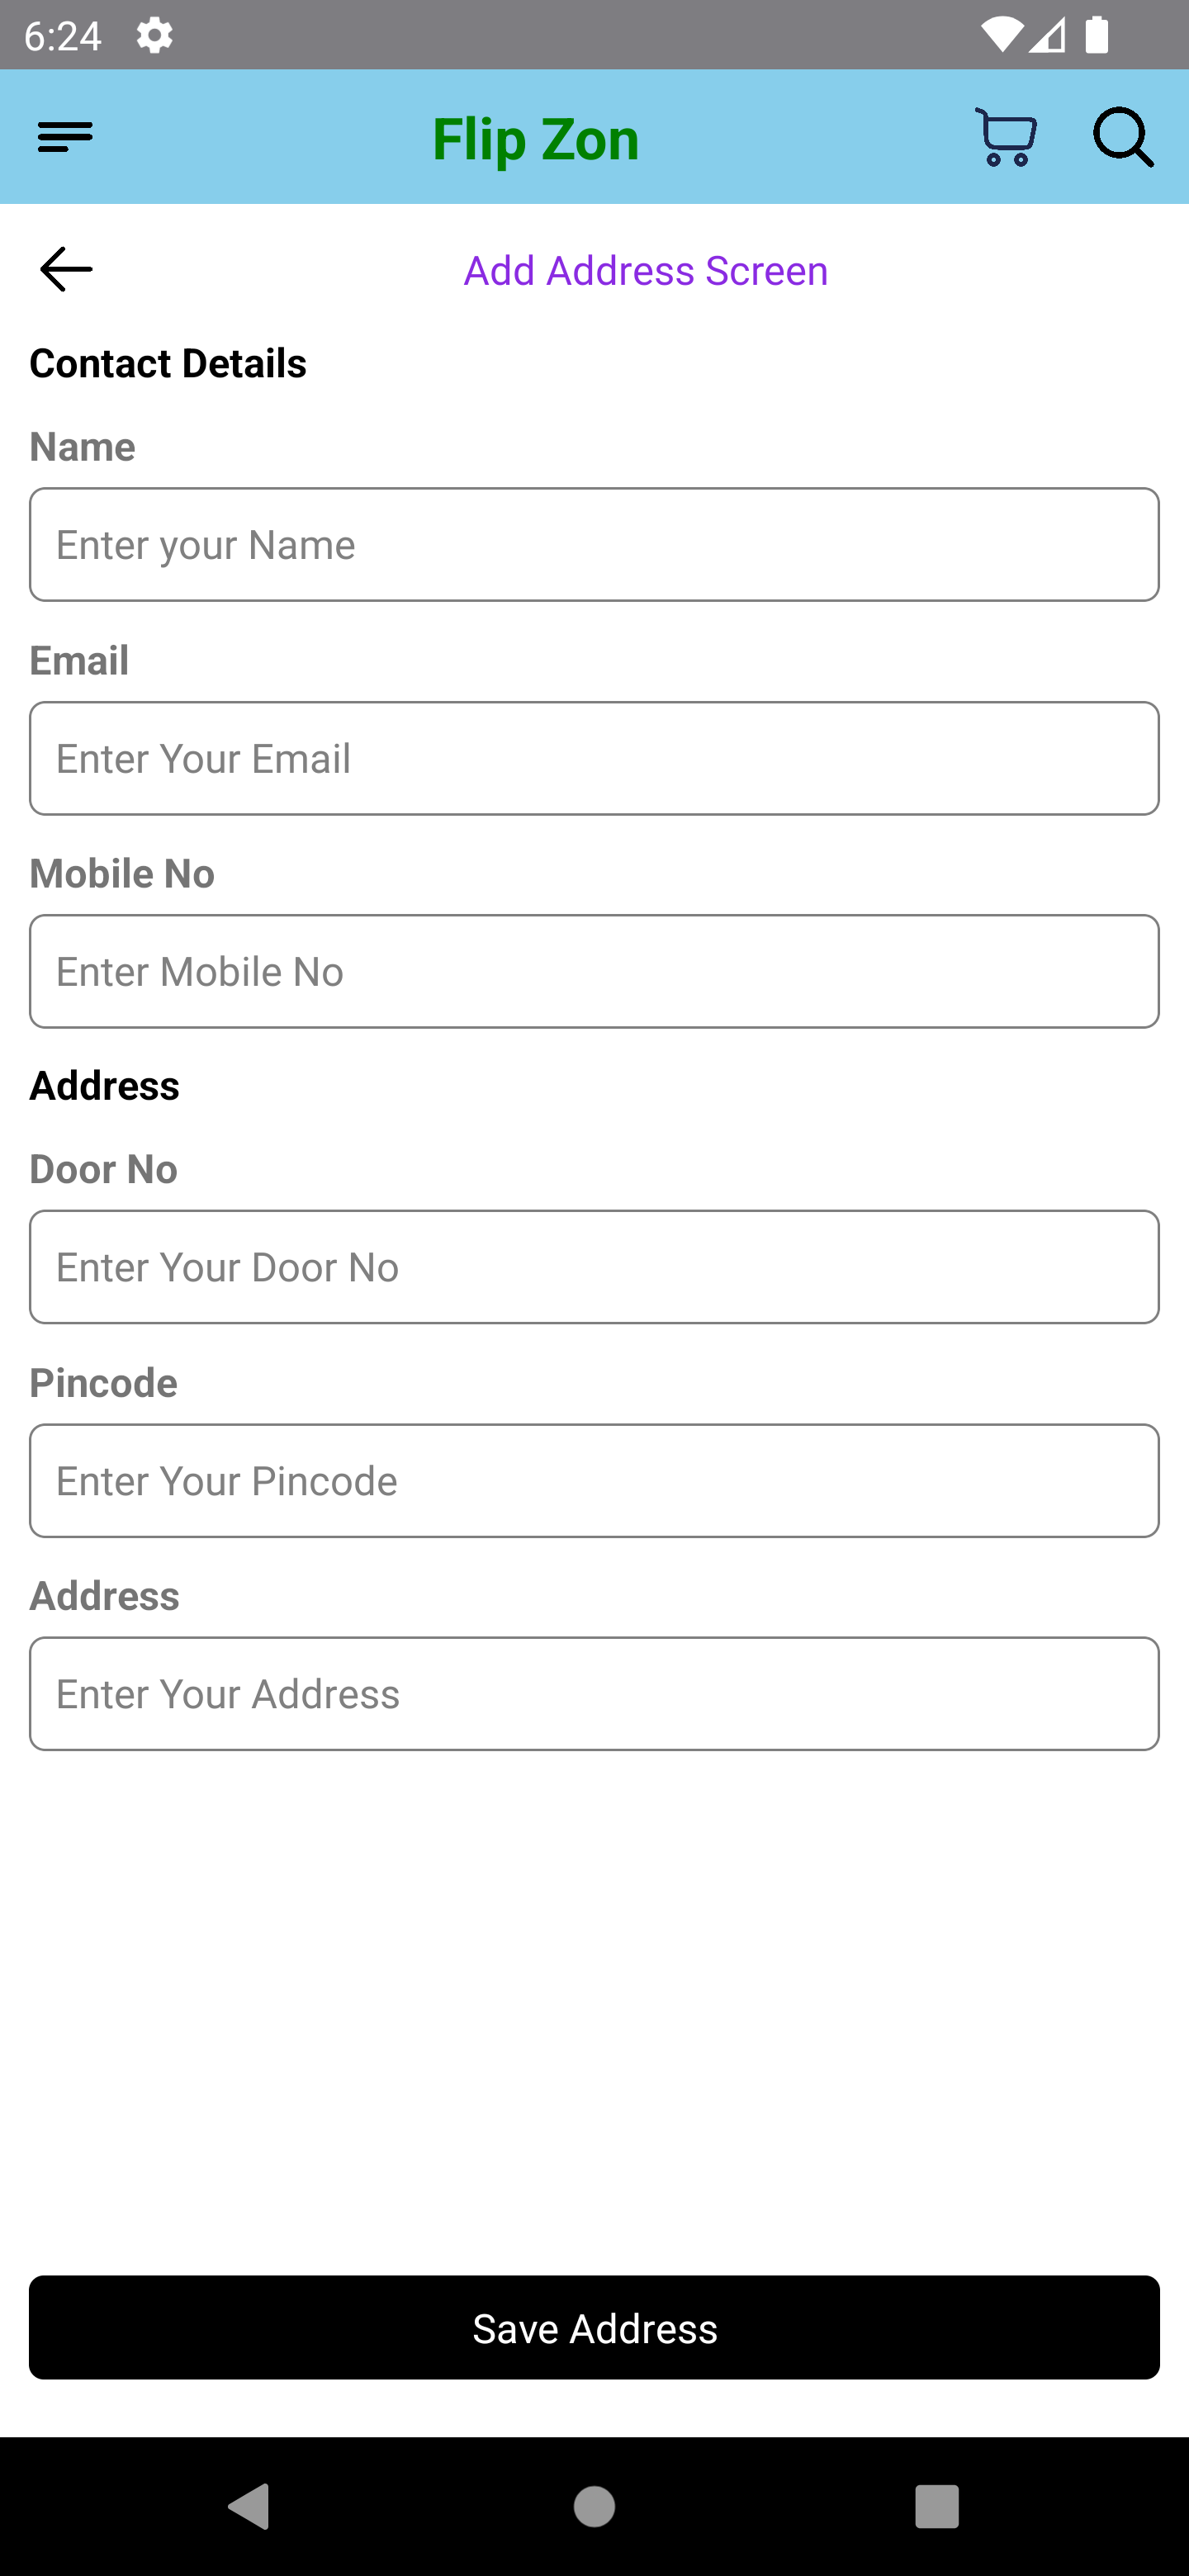 6:24
Flip Zon
Add Address Screen
Contact Details
Name
Enter your Name
Email
Enter Your Email
Mobile No
Enter Mobile No
Address
Door No
Enter Your Door No
Pincode
Enter Your Pincode
Address
Enter Your Address
Save Address